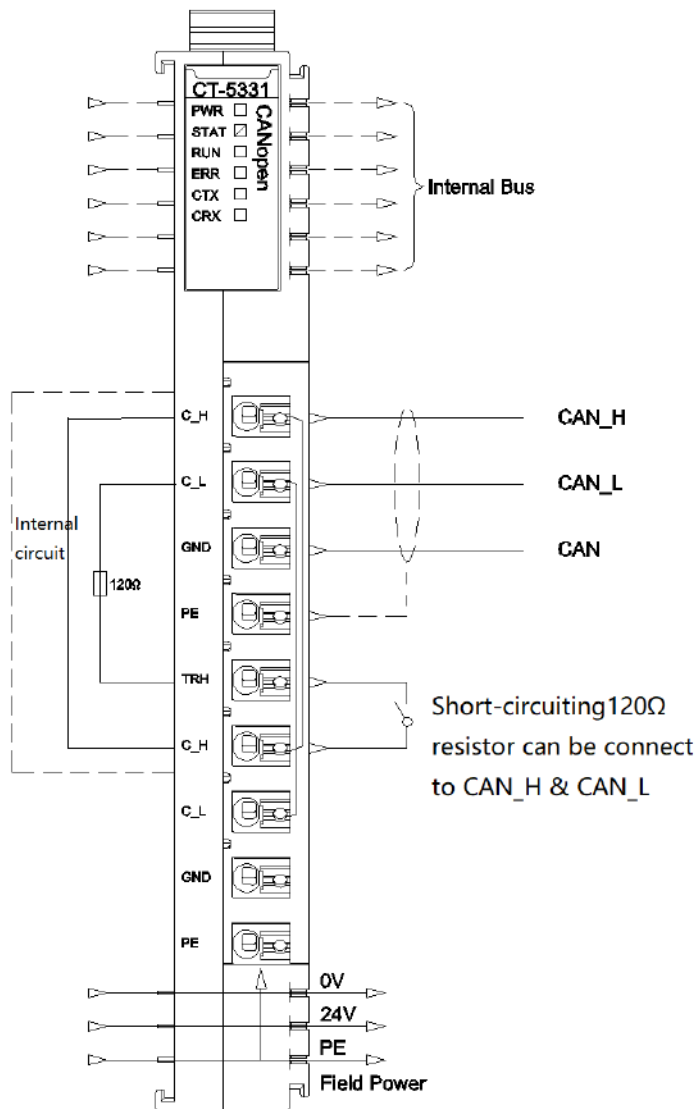 CT-5331
CANopen
PWR
STAT
RUN
ERR
CTX
CRX
Internal Bus
C_H
CAN_H
C_L
CAN_L
Internal
circuit
GND
CAN
120Ω
PE
TRH
Short-circuiting120Ω
resistor can be connect
to CAN_H & CAN_L
C_H
C_L
GND
PE
0V
24V
PE
Field Power